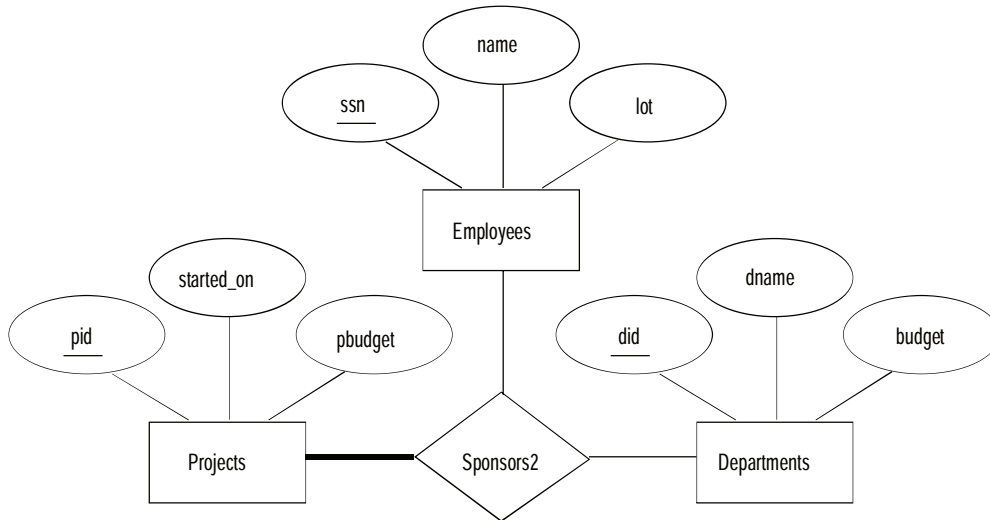 name
ssn
lot
Employees
started_on
dname
pid
pbudget
did
budget
Projects
Sponsors2
Departments